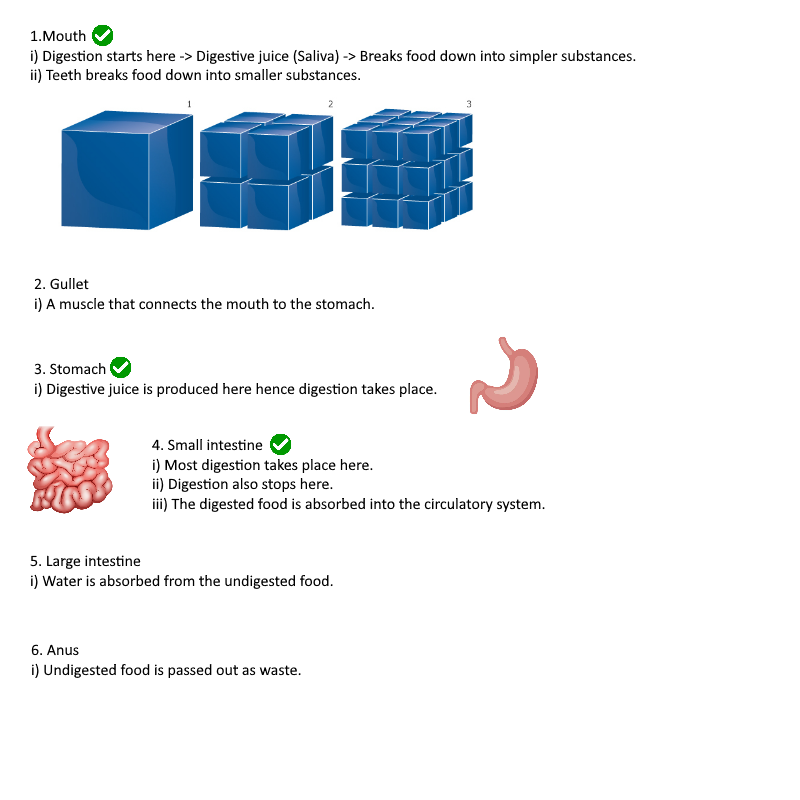 1.Mouth
i) Digestion starts here -> Digestive juice (Saliva) -> Breaks food down into simpler substances.
ii) Teeth breaks food down into smaller substances.
1 2 3
2. Gullet
i) A muscle that connects the mouth to the stomach.
3. Stomach
i) Digestive juice is produced here hence digestion takes place.
4. Small intestine
i) Most digestion takes place here.
ii) Digestion also stops here.
iii) The digested food is absorbed into the circulatory system.
5. Large intestine
i) Water is absorbed from the undigested food.
6. Anus
i) Undigested food is passed out as waste.